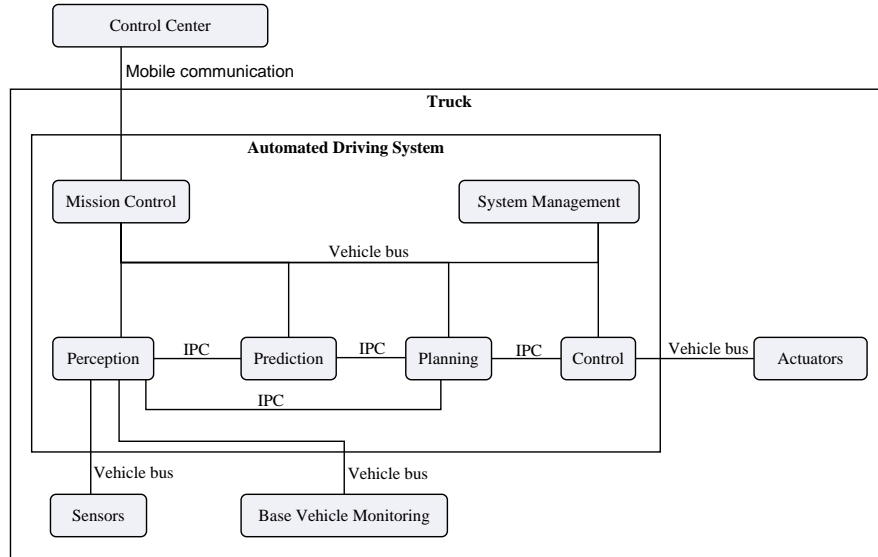 Control Center
Mobile communication
Truck
Automated Driving System
Mission Control
System Management
Vehicle bus
Perception
IPC
Prediction
IPC
Planning
IPC
Control
Vehicle bus
Actuators
IPC
Vehicle bus
Vehicle bus
Sensors
Base Vehicle Monitoring